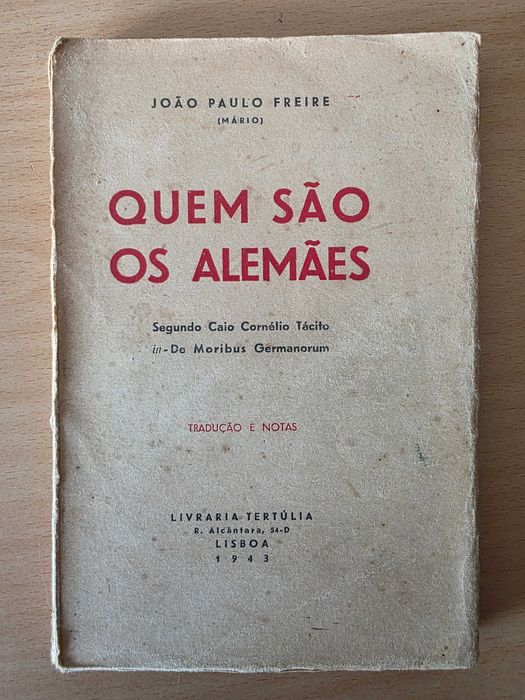 JOÃO PAULO FREIRE
(MÁRIO)
QUEM SÃO
OS ALEMÃES
Segundo Caio Cornélio Tácito
in-De Moribus Germanorum
TRADUÇÃO E NOTAS
LIVRARIA TERTÚLIA
R. Alcântara, 54-D
LISBOA
1943